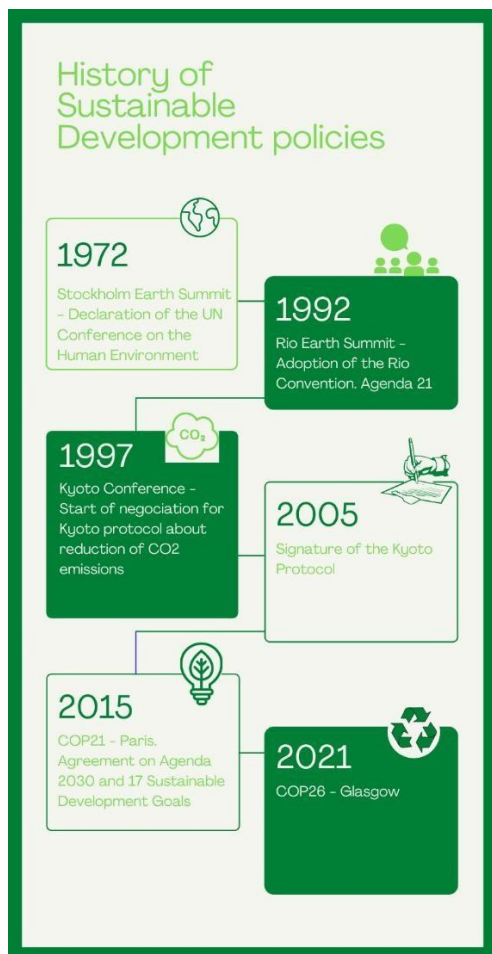 History of
Sustainable
Development policies
1972
Stockholm Earth Summit
- Declaration of the UN
Conference on the
Human Environment
1992
Rio Earth Summit -
Adoption of the Rio
Convention. Agenda 21
CO₂
1997
Kyoto Conference -
Start of negociation for
Kyoto protocol about
reduction of CO2
emissions
2005
Signature of the Kyoto
Protocol
2015
COP21 - Paris.
Agreement on Agenda
2030 and 17 Sustainable
Development Goals
2021
COP26 - Glasgow